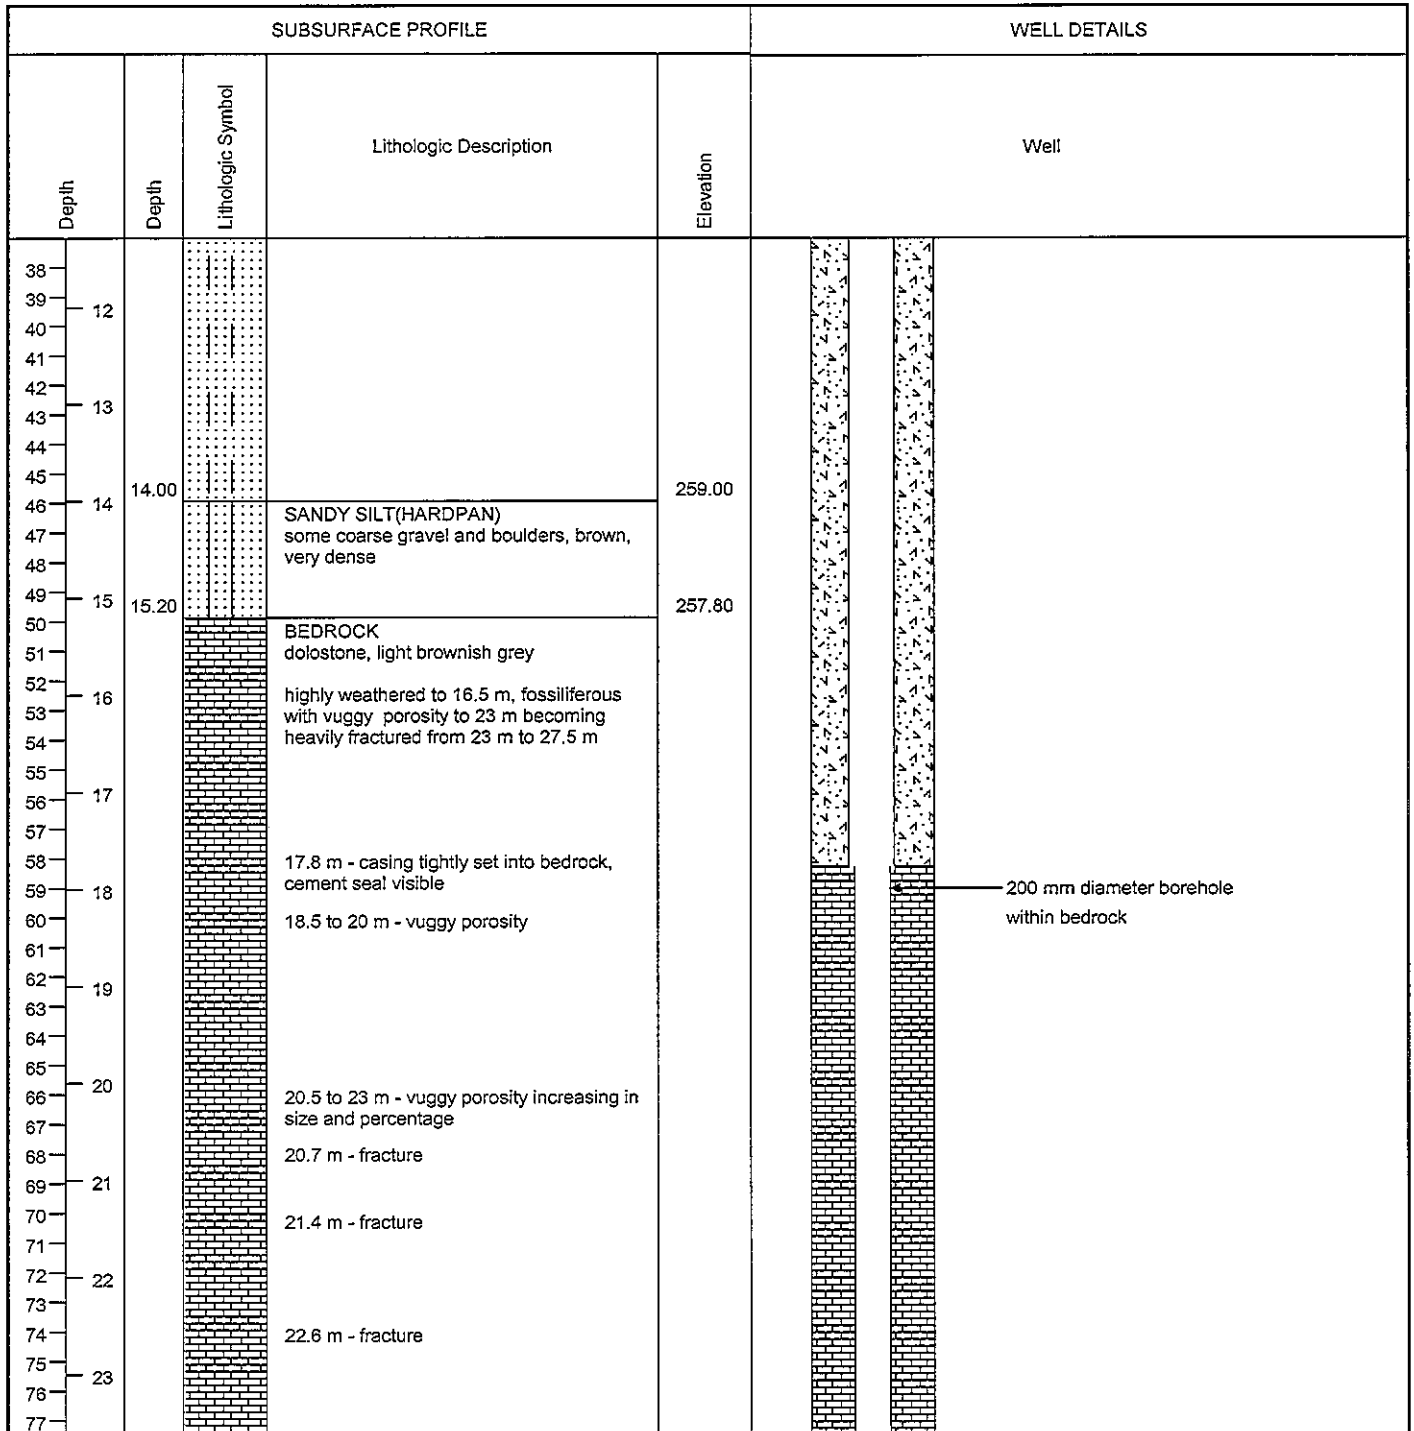 SUBSURFACE PROFILE
WELL DETAILS
Depth
Depth
Lithologic Symbol
Lithologic Description
Elevation
Well
38
39
12
40
41
42
13
43
44
45
14.00
259.00
46
14
SANDY SILT(HARDPAN)
47
some coarse gravel and boulders, brown,
very dense
48
49
15
15.20
257.80
50
BEDROCK
51
dolostone, light brownish grey
52
16
highly weathered to 16.5 m, fossiliferous
53
with vuggy porosity to 23 m becoming
54
heavily fractured from 23 m to 27.5 m
55
56
17
57
58
17.8 m - casing tightly set into bedrock,
cement seal visible
59
18
200 mm diameter borehole
within bedrock
60
18.5 to 20 m - vuggy porosity
61
62
19
63
64
65
20
66
20.5 to 23 m - vuggy porosity increasing in
size and percentage
67
68
20.7 m - fracture
69
21
70
21.4 m - fracture
71
72
22
73
74
22.6 m - fracture
75
23
76
77